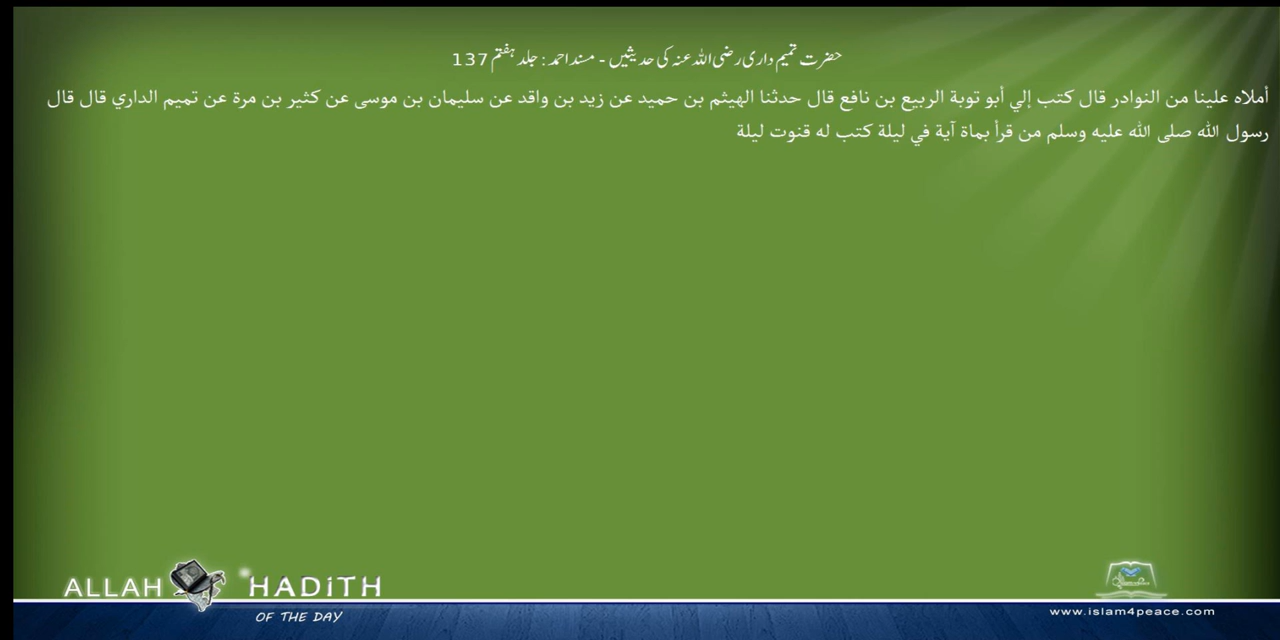 حضرت تمیم داری رضی اللہ عنہ کی حدیثیں - مسند احمد: جلد ہفتم 137
أملاه علينا من النوادر قال كتب إلي أبو توبة الربيع بن نافع قال حدثنا الهيثم بن حميد عن زيد بن واقد عن سليمان بن موسى عن كثير بن مرة عن تميم الداري قال قال
رسول الله صلى الله عليه وسلم من قرأ بماة آية في ليلة كتب له قنوت ليلة
ALLAH HADITH
OF THE DAY
www.islam4peace.com